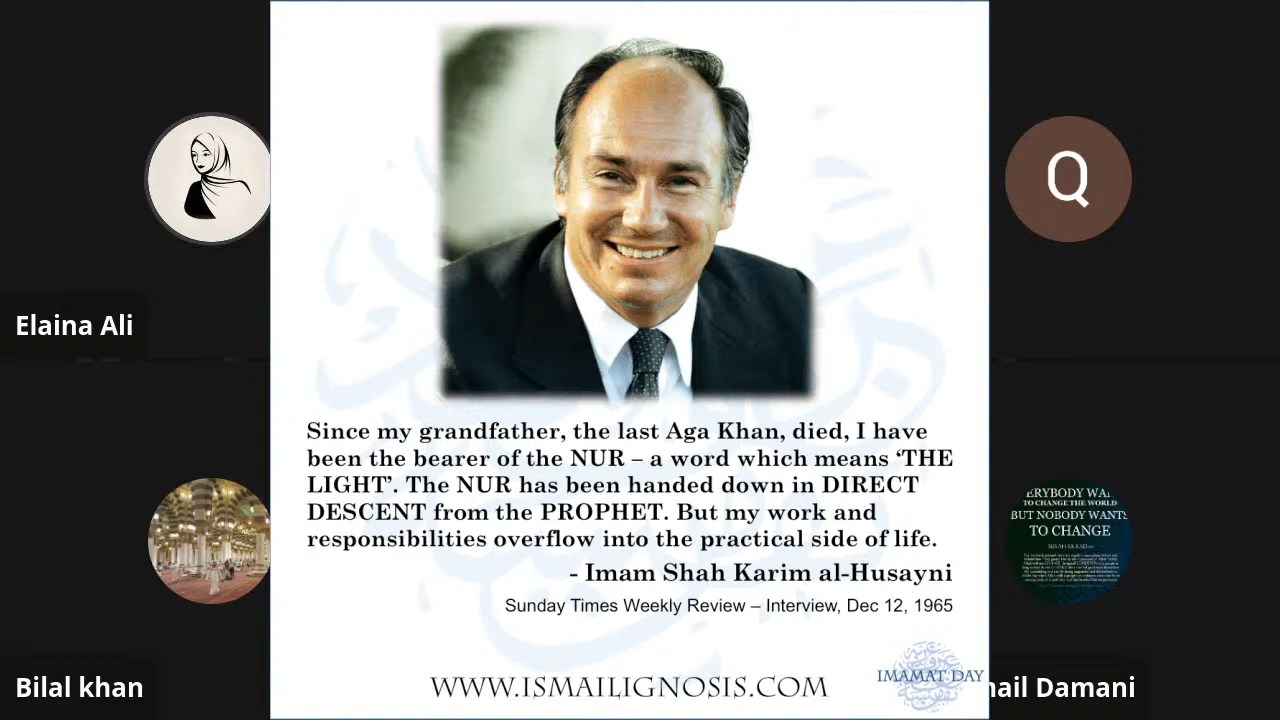 Elaina Ali
Bilal khan
Since my grandfather, the last Aga Khan, died, I have
been the bearer of the NUR – a word which means ‘THE
LIGHT’. The NUR has been handed down in DIRECT
DESCENT from the PROPHET. But my work and
responsibilities overflow into the practical side of life.
- Imam Shah Karim al-Husayni
Sunday Times Weekly Review – Interview, Dec 12, 1965
WWW.ISMAILIGNOSIS.COM
IMAMAT DAY
Q
TO CHANGE THE WORLD
BUT NOBODY WANTS
TO CHANGE
Damani